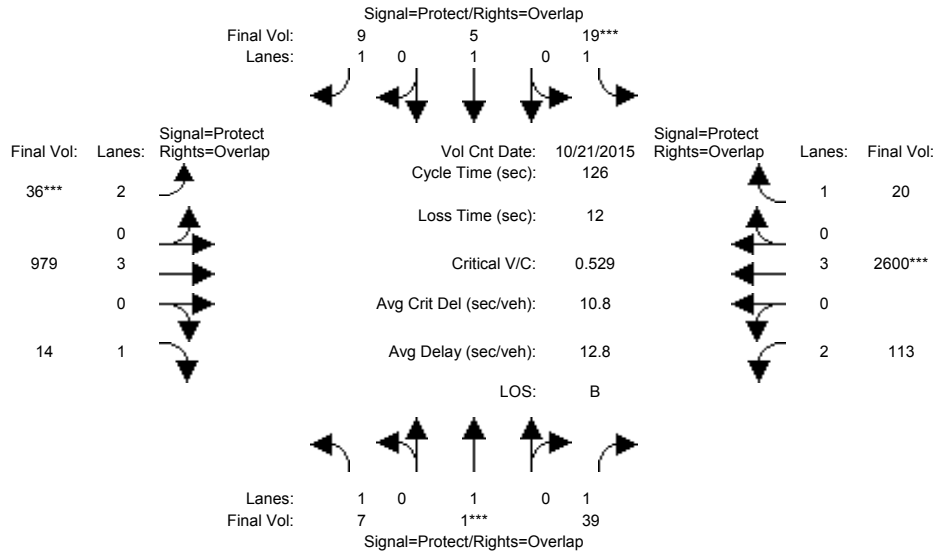 Signal=Protect/Rights=Overlap
Final Vol: 9 5 19***
Lanes: 1 0 1 0 1
Signal=Protect
Final Vol: Lanes: Rights=Overlap
Vol Cnt Date: 10/21/2015
Signal=Protect
Rights=Overlap Lanes: Final Vol:
Cycle Time (sec): 126
36*** 2
1 20
Loss Time (sec): 12
0
0
979 3
Critical V/C: 0.529
3 2600***
0
Avg Crit Del (sec/veh): 10.8
0
14 1
Avg Delay (sec/veh): 12.8
2 113
LOS: B
Lanes: 1 0 1 0 1
Final Vol: 7 1*** 39
Signal=Protect/Rights=Overlap